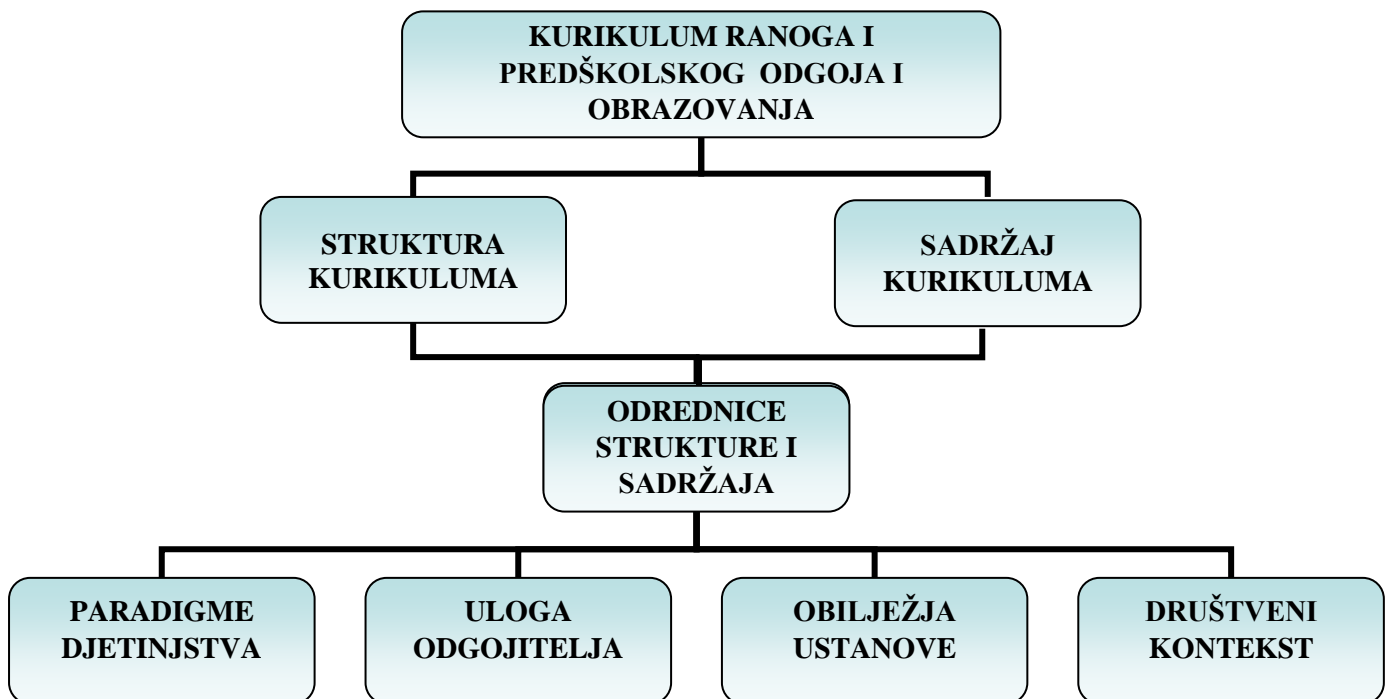 KURIKULUM RANOGA I
PREDŠKOLSKOG ODGOJA I
OBRAZOVANJA
STRUKTURA
KURIKULUMA
SADRŽAJ
KURIKULUMA
ODREDNICE
STRUKTURE I
SADRŽAJA
PARADIGME
DJETINJSTVA
ULOGA
ODGOJITELJA
OBILJEŽJA
USTANOVE
DRUŠTVENI
KONTEKST